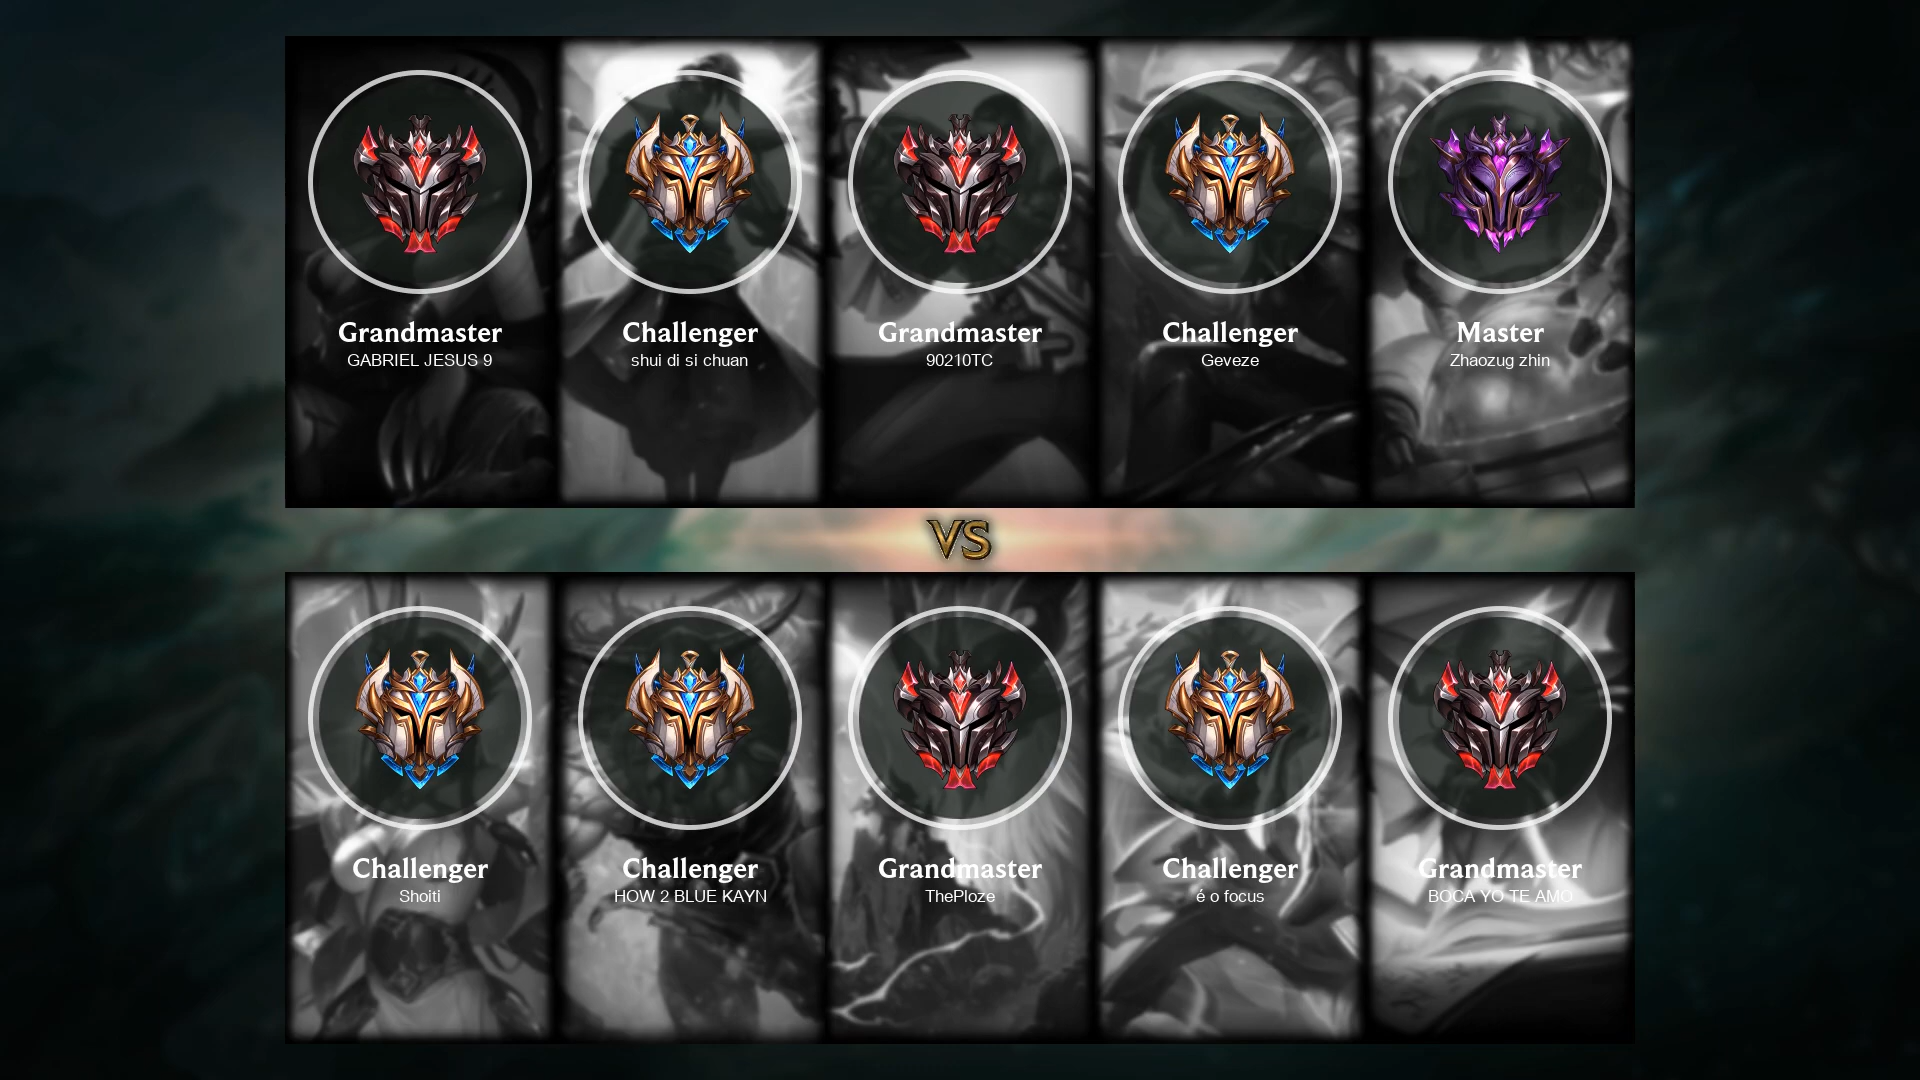 Grandmaster
GABRIEL JESUS 9
Challenger
shui di si chuan
Grandmaster
90210TC
Challenger
Geveze
Master
Zhaozug zhin
VS
Challenger
Shoiti
Challenger
HOW 2 BLUE KAYN
Grandmaster
ThePloze
Challenger
é o focus
Grandmaster
BOCA YO TE AMO